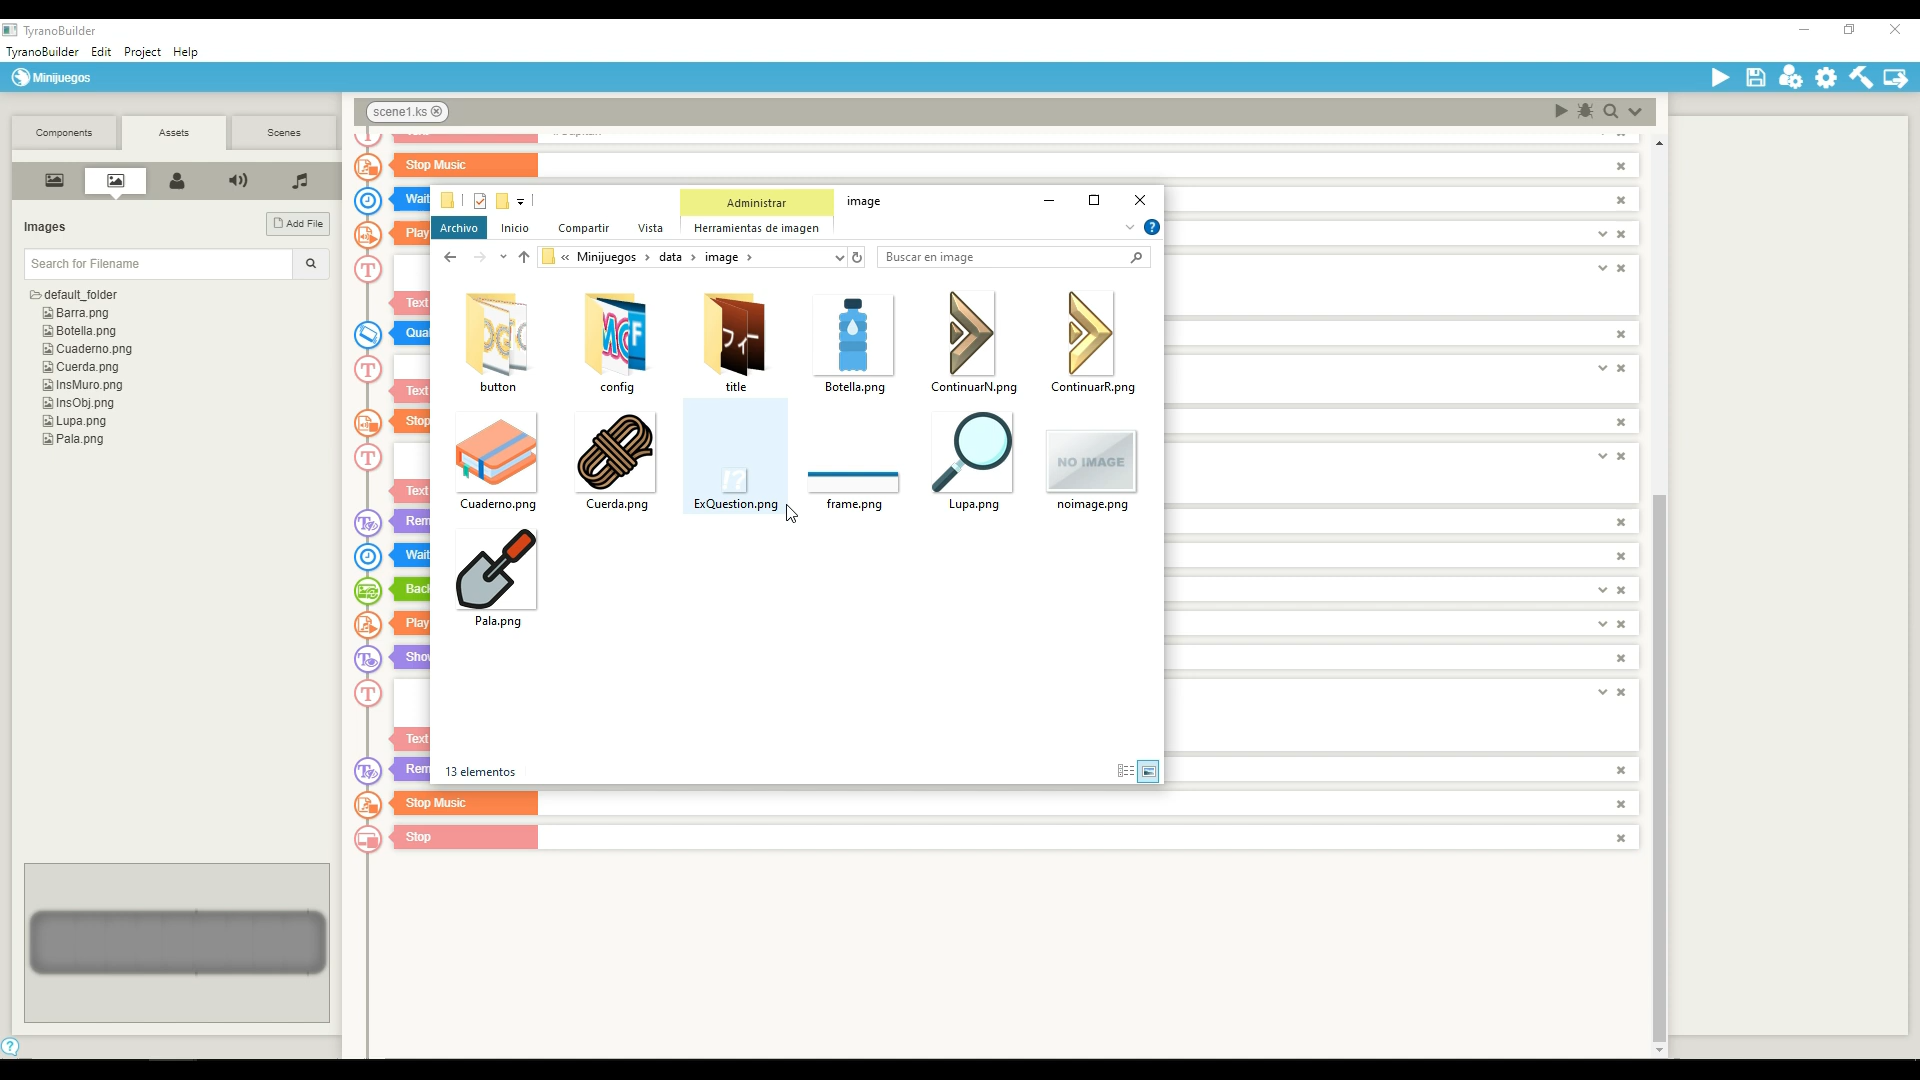 TyranoBuilder
TyranoBuilder Edit Project Help
Minijuegos
scene1.ks
Components Assets Scenes
Images
Add File
Search for Filename
default_folder
Barra.png
Botella.png
Cuaderno.png
Cuerda.png
InsMuro.png
InsObj.png
Lupa.png
Pala.png
Stop Music
Wait
Play
Text
Qua
Text
Stop
Text
Rem
Wait
Back
Play
Show
Text
Rem
Stop Music
Stop
Administrar image
Archivo Inicio Compartir Vista Herramientas de imagen
« Minijuegos › data › image ›
Buscar en image
button config title Botella.png ContinuarN.png ContinuarR.png
!?
NO IMAGE
Cuaderno.png Cuerda.png ExQuestion.png frame.png Lupa.png noimage.png
Pala.png
13 elementos